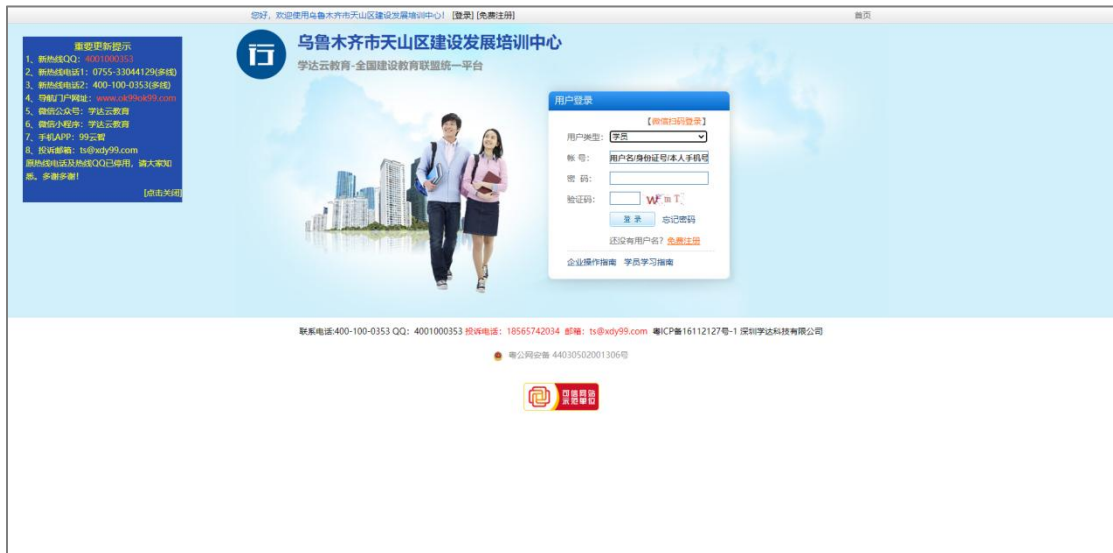 您好，欢迎使用乌鲁木齐市天山区建设发展培训中心！ [登录] [免费注册]
首页
重要更新提示
1、新热线QQ：4001000353
2、新热线电话1：0755-33044129(多线)
3、新热线电话2：400-100-0353(多线)
4、导航门户网址：www.ok99ok99.com
5、微信公众号：学达云教育
6、微信小程序：学达云教育
7、手机APP：99云智
8、投诉邮箱：ts@xdy99.com
原热线电话及热线QQ已停用，请大家知
悉。多谢多谢！
[点击关闭]
行
乌鲁木齐市天山区建设发展培训中心
学达云教育-全国建设教育联盟统一平台
用户登录
【微信扫码登录】
用户类型： 学员
帐 号： 用户名/身份证号/本人手机号
密 码：
验证码：
登 录 忘记密码
还没有用户名？ 免费注册
企业操作指南 学员学习指南
联系电话:400-100-0353 QQ：4001000353 投诉电话：18565742034 邮箱：ts@xdy99.com 粤ICP备16112127号-1 深圳学达科技有限公司
粤公网安备 44030502001306号
可信网站
示范单位